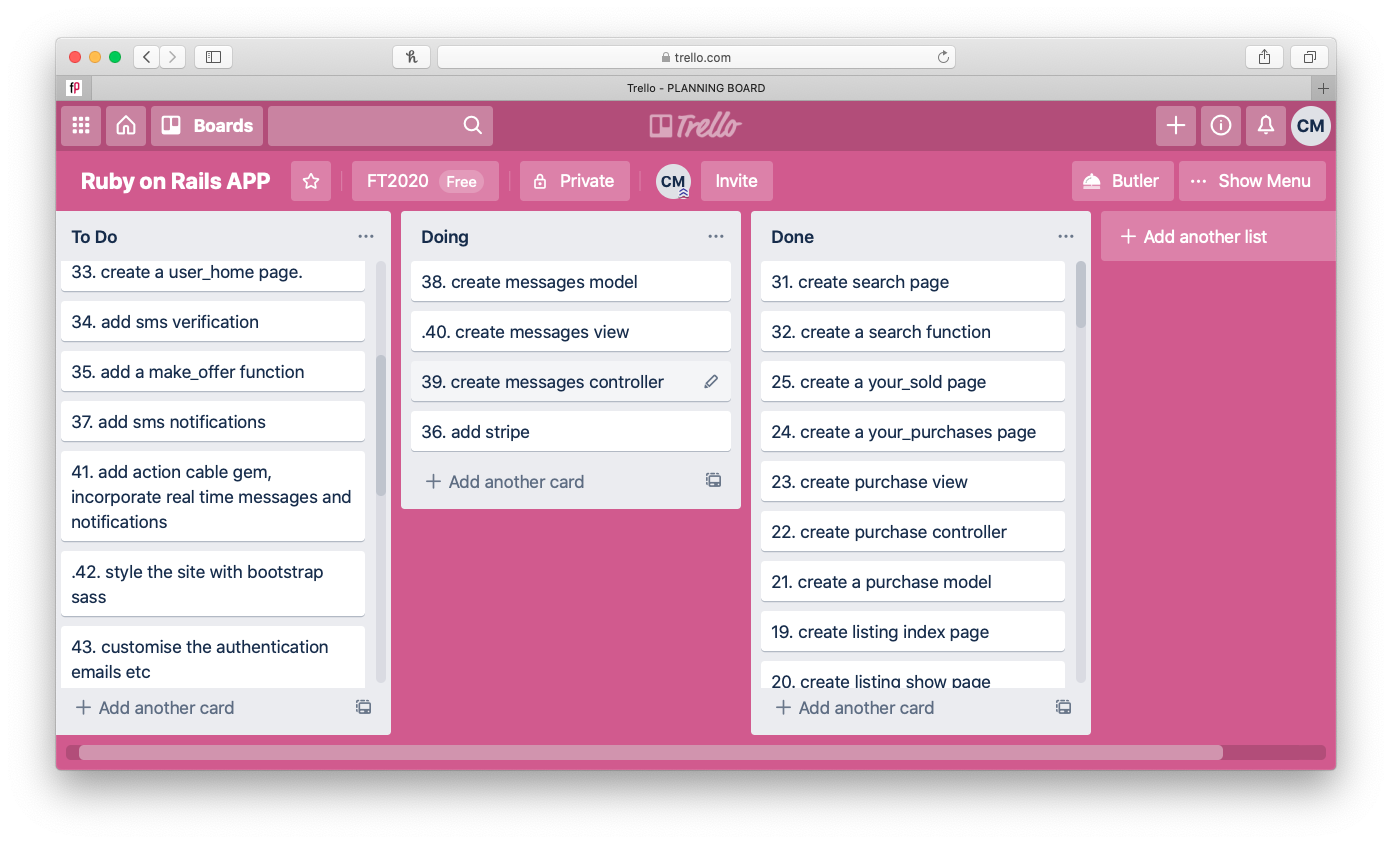 trello.com
fp
Trello - PLANNING BOARD
Boards
Trello
CM
Ruby on Rails APP
FT2020 Free
Private
CM
Invite
Butler
Show Menu
To Do
33. create a user_home page.
34. add sms verification
35. add a make_offer function
37. add sms notifications
41. add action cable gem,
incorporate real time messages and
notifications
.42. style the site with bootstrap
sass
43. customise the authentication
emails etc
+ Add another card
Doing
38. create messages model
.40. create messages view
39. create messages controller
36. add stripe
+ Add another card
Done
31. create search page
32. create a search function
25. create a your_sold page
24. create a your_purchases page
23. create purchase view
22. create purchase controller
21. create a purchase model
19. create listing index page
20. create listing show page
+ Add another card
+ Add another list